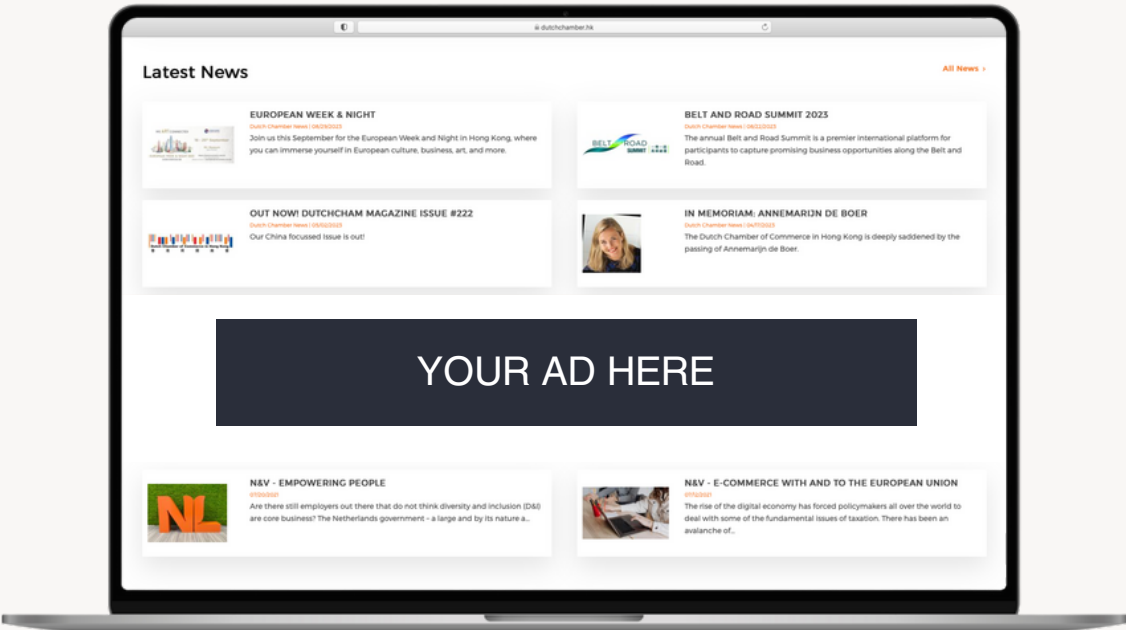 dutchchamber.hk
Latest News
All News ›
EUROPEAN WEEK & NIGHT
Dutch Chamber News | 08/29/2023
Join us this September for the European Week and Night in Hong Kong, where
you can immerse yourself in European culture, business, art, and more.
BELT AND ROAD SUMMIT 2023
Dutch Chamber News | 08/22/2023
The annual Belt and Road Summit is a premier international platform for
participants to capture promising business opportunities along the Belt and
Road.
BELT ROAD
SUMMIT
OUT NOW! DUTCHCHAM MAGAZINE ISSUE #222
Dutch Chamber News | 05/02/2023
Our China focussed issue is out!
Dutch Chamber of Commerce in Hong Kong
IN MEMORIAM: ANNEMARIJN DE BOER
Dutch Chamber News | 04/17/2023
The Dutch Chamber of Commerce in Hong Kong is deeply saddened by the
passing of Annemarijn de Boer.
YOUR AD HERE
NL
N&V - EMPOWERING PEOPLE
Are there still employers out there that do not think diversity and inclusion (D&I)
are core business? The Netherlands government – a large and by its nature a...
N&V - E-COMMERCE WITH AND TO THE EUROPEAN UNION
The rise of the digital economy has forced policymakers all over the world to
deal with some of the fundamental issues of taxation. There has been an
avalanche of...